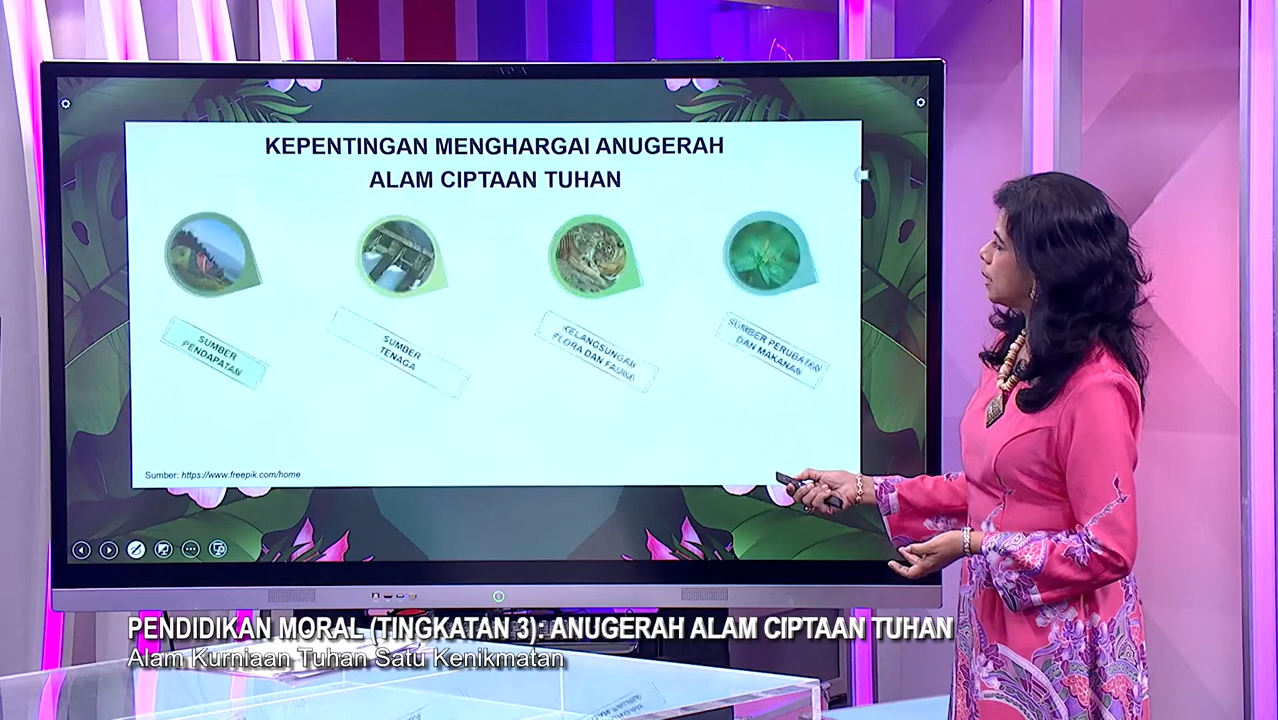 KEPENTINGAN MENGHARGAI ANUGERAH
ALAM CIPTAAN TUHAN
SUMBER
PENDAPATAN
SUMBER
TENAGA
KELANGSUNGAN
FLORA DAN FAUNA
SUMBER PERUBATAN
DAN MAKANAN
Sumber: https://www.freepik.com/home
PENDIDIKAN MORAL (TINGKATAN 3): ANUGERAH ALAM CIPTAAN TUHAN
Alam Kurniaan Tuhan Satu Kenikmatan